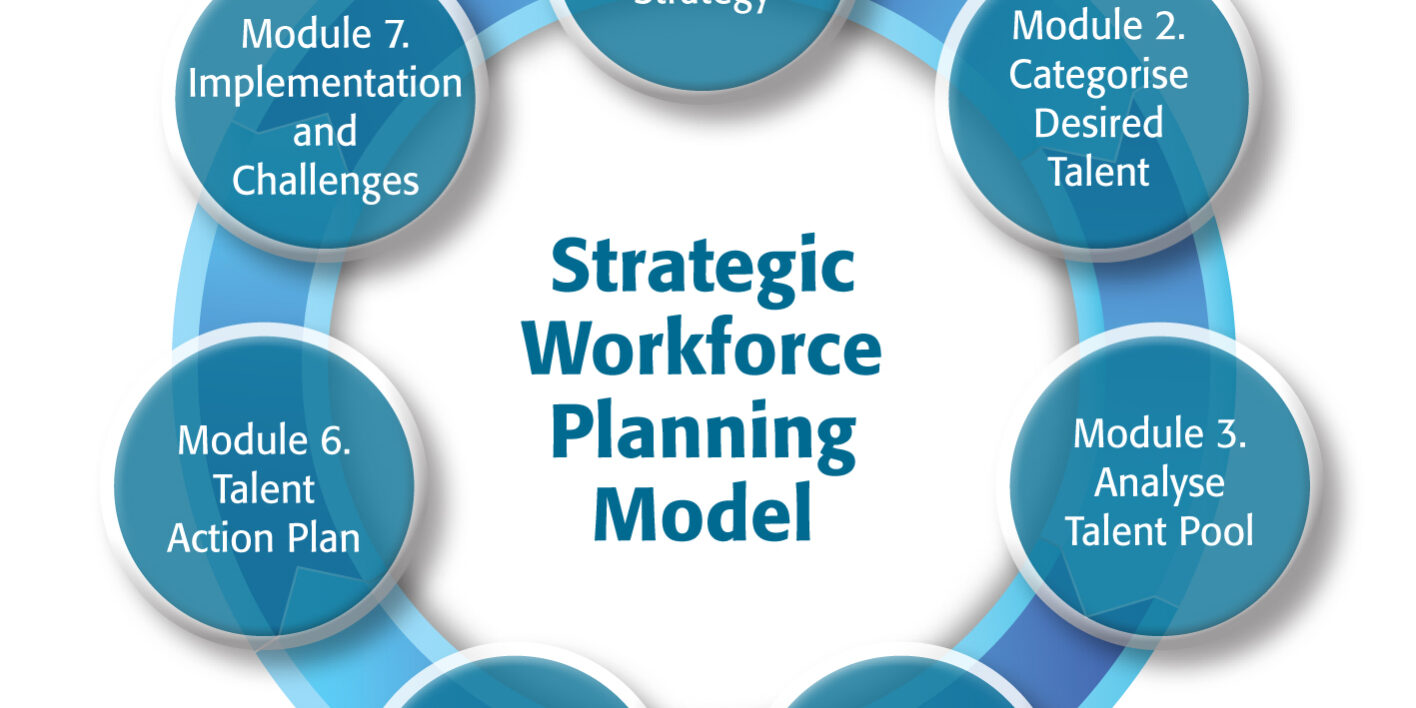 Strategy
Module 2.
Categorise
Desired
Talent
Module 3.
Analyse
Talent Pool
Module 6.
Talent
Action Plan
Module 7.
Implementation
and
Challenges
Strategic
Workforce
Planning
Model